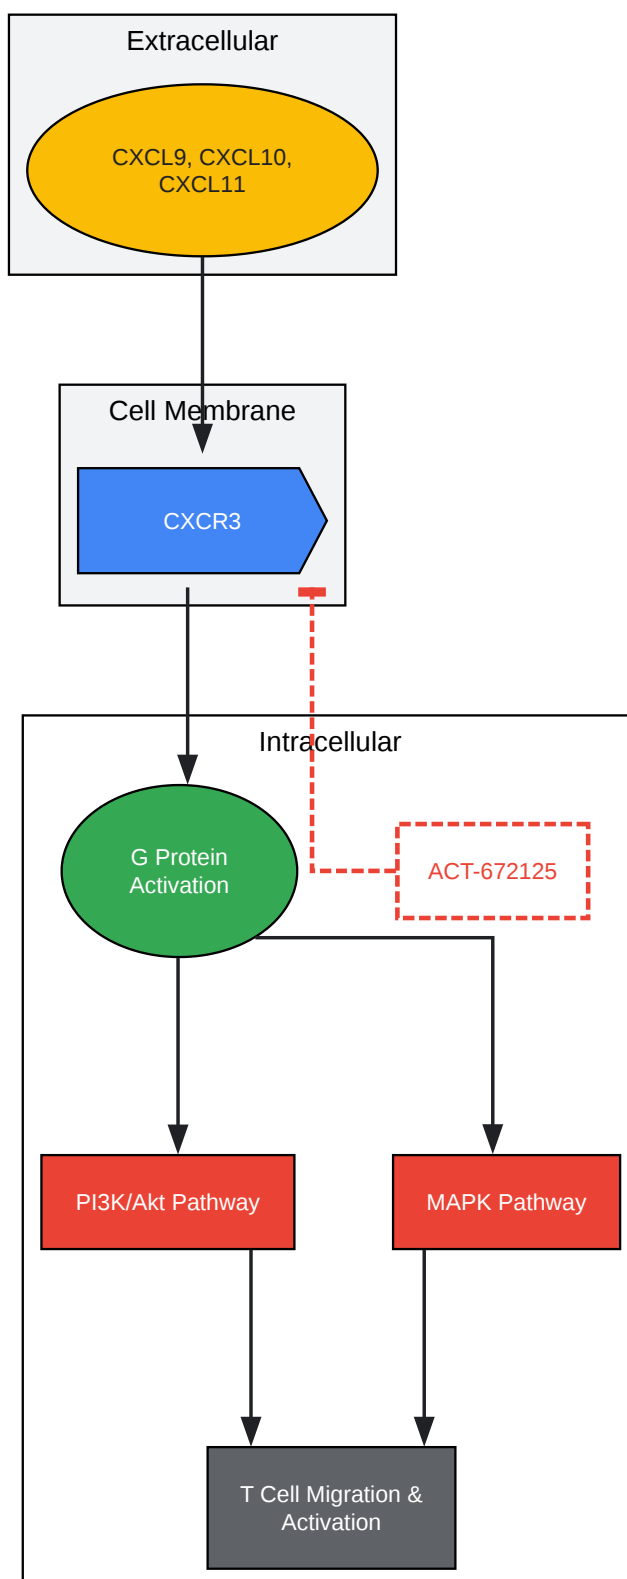 Extracellular
CXCL9, CXCL10,
CXCL11
Cell Membrane
CXCR3
Intracellular
G Protein
Activation
ACT-672125
PI3K/Akt Pathway
MAPK Pathway
T Cell Migration &
Activation